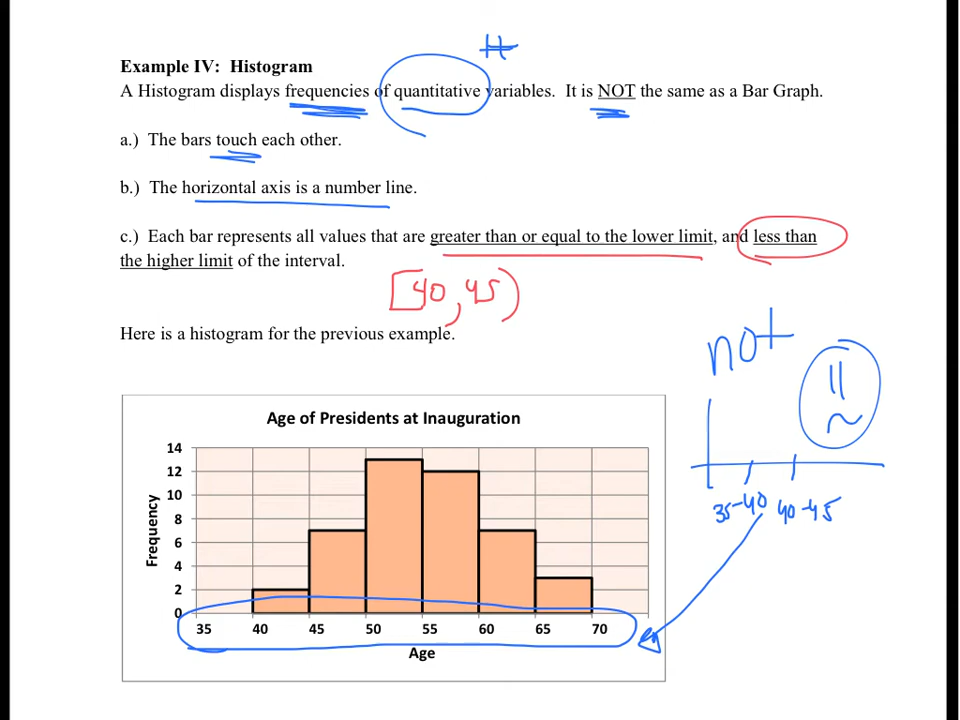 #
Example IV: Histogram
A Histogram displays frequencies of quantitative variables. It is NOT the same as a Bar Graph.
a.) The bars touch each other.
b.) The horizontal axis is a number line.
c.) Each bar represents all values that are greater than or equal to the lower limit, and less than
the higher limit of the interval.
[40, 45)
Here is a histogram for the previous example.
not
Age of Presidents at Inauguration
14
12
10
8
6
4
2
0
Frequency
35 40 45 50 55 60 65 70
Age
35-40 40-45